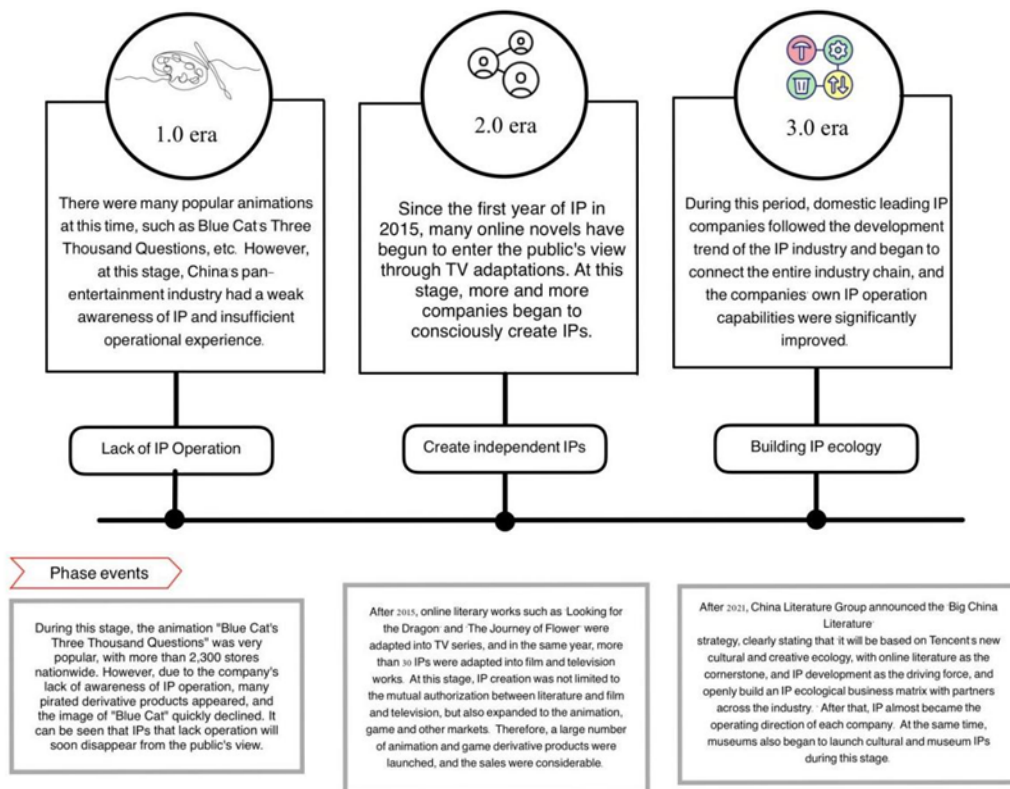 1.0 era
There were many popular animations
at this time, such as Blue Cat's Three
Thousand Questions, etc. However,
at this stage, China's pan-
entertainment industry had a weak
awareness of IP and insufficient
operational experience.
Lack of IP Operation
2.0 era
Since the first year of IP in
2015, many online novels have
begun to enter the public's view
through TV adaptations. At this
stage, more and more
companies began to
consciously create IPs.
Create independent IPs
3.0 era
During this period, domestic leading IP
companies followed the development
trend of the IP industry and began to
connect the entire industry chain, and
the companies' own IP operation
capabilities were significantly
improved.
Building IP ecology
Phase events
During this stage, the animation "Blue Cat's
Three Thousand Questions" was very
popular, with more than 2,300 stores
nationwide. However, due to the company's
lack of awareness of IP operation, many
pirated derivative products appeared, and
the image of "Blue Cat" quickly declined. It
can be seen that IPs that lack operation will
soon disappear from the public's view.
After 2015, online literary works such as 'Looking for
the Dragon' and 'The Journey of Flower' were
adapted into TV series, and in the same year, more
than 30 IPs were adapted into film and television
works. At this stage, IP creation was not limited to
the mutual authorization between literature and film
and television, but also expanded to the animation,
game and other markets. Therefore, a large number
of animation and game derivative products were
launched, and the sales were considerable.
After 2021, China Literature Group announced the 'Big China
Literature'
strategy, clearly stating that 'it will be based on Tencent's new
cultural and creative ecology, with online literature as the
cornerstone, and IP development as the driving force, and
openly build an IP ecological business matrix with partners
across the industry.' After that, IP almost became the
operating direction of each company. At the same time,
museums also began to launch cultural and museum IPs
during this stage.